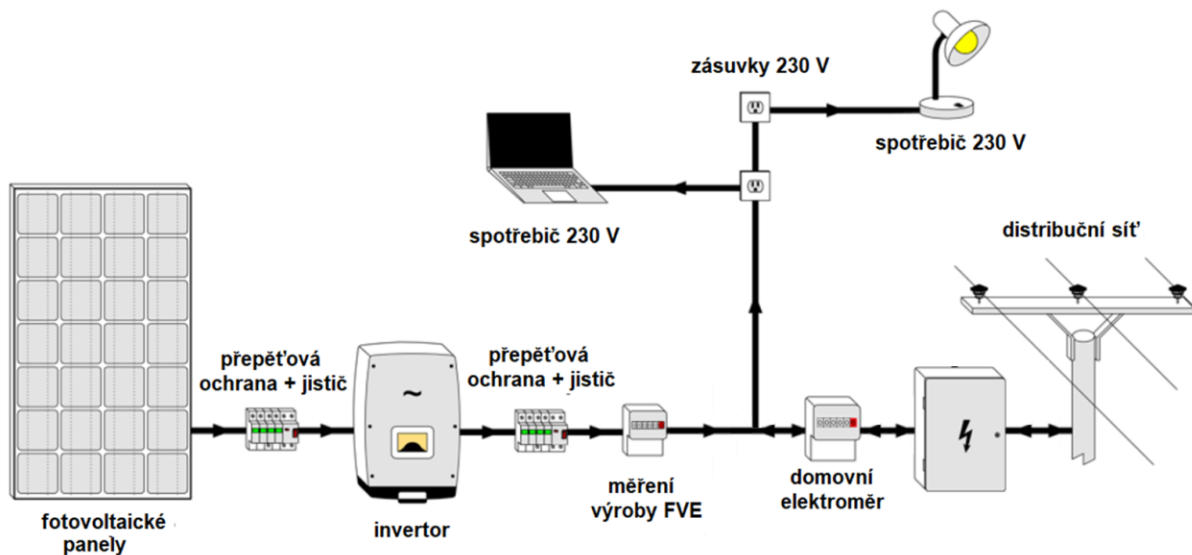 zásuvky 230 V
spotřebič 230 V
spotřebič 230 V
distribuční síť
přepěťová
ochrana + jistič
přepěťová
ochrana + jistič
~
fotovoltaické
panely
invertor
měření
výroby FVE
domovní
elektroměr